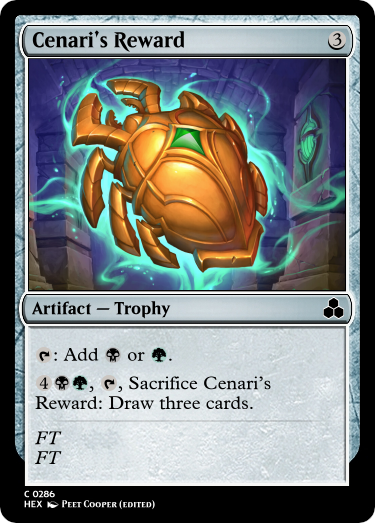 Cenari's Reward 3
Artifact — Trophy
: Add or .
4 , , Sacrifice Cenari's
Reward: Draw three cards.
FT
FT
C 0286
HEX Peet Cooper (edited)